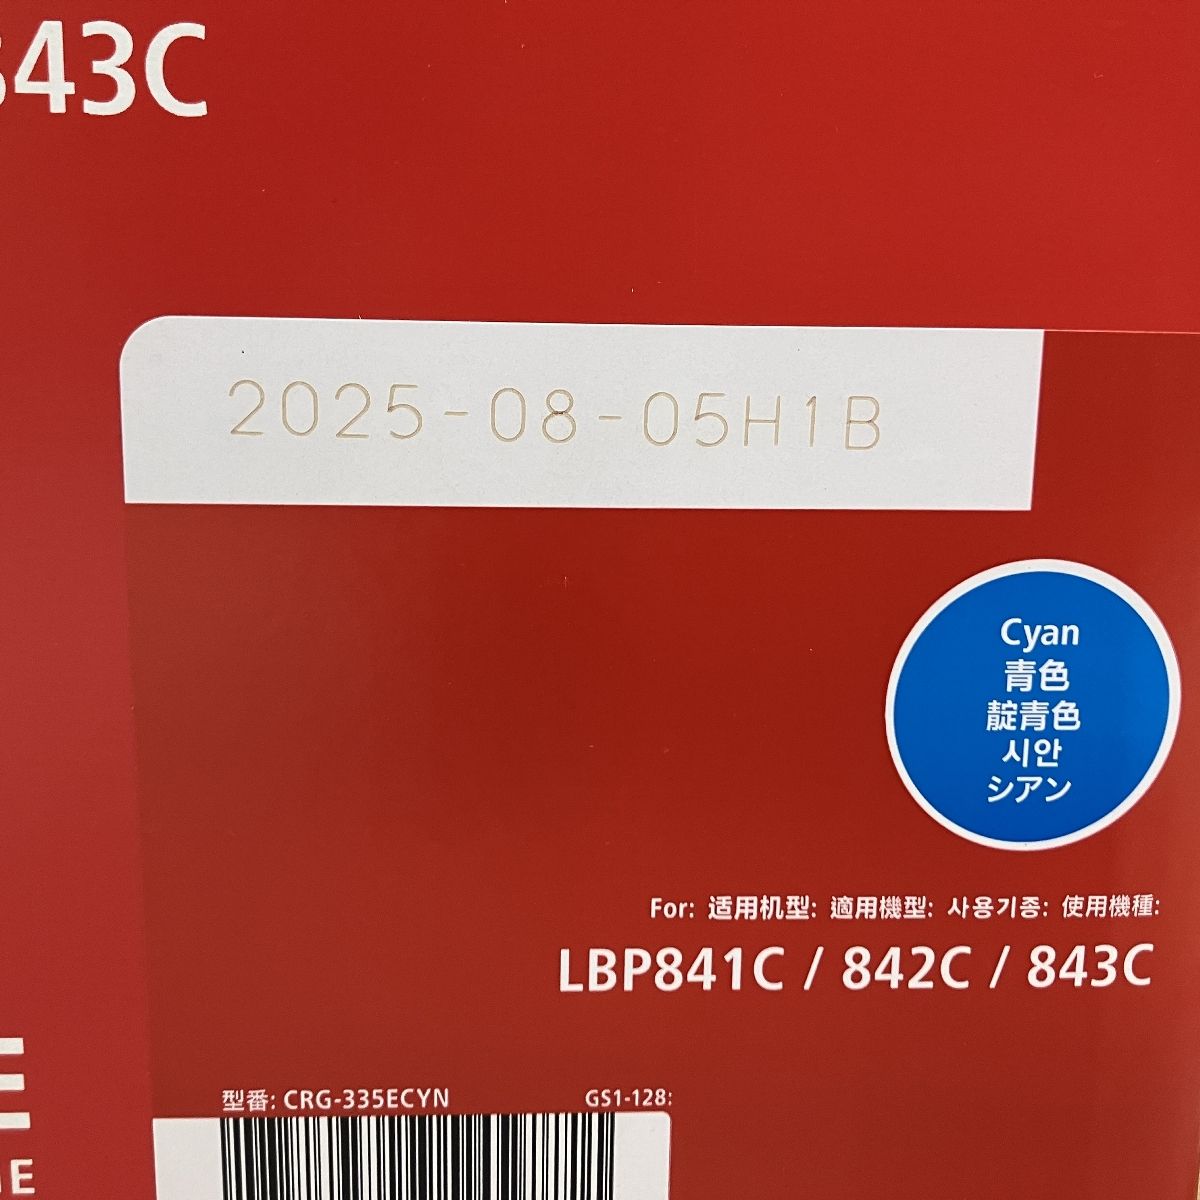 843C
2025-08-05H1B
Cyan
青色
靛青色
시안
シアン
For: 适用机型: 適用機型: 사용기종: 使用機種:
LBP841C / 842C / 843C
型番: CRG-335ECYN
GS1-128: